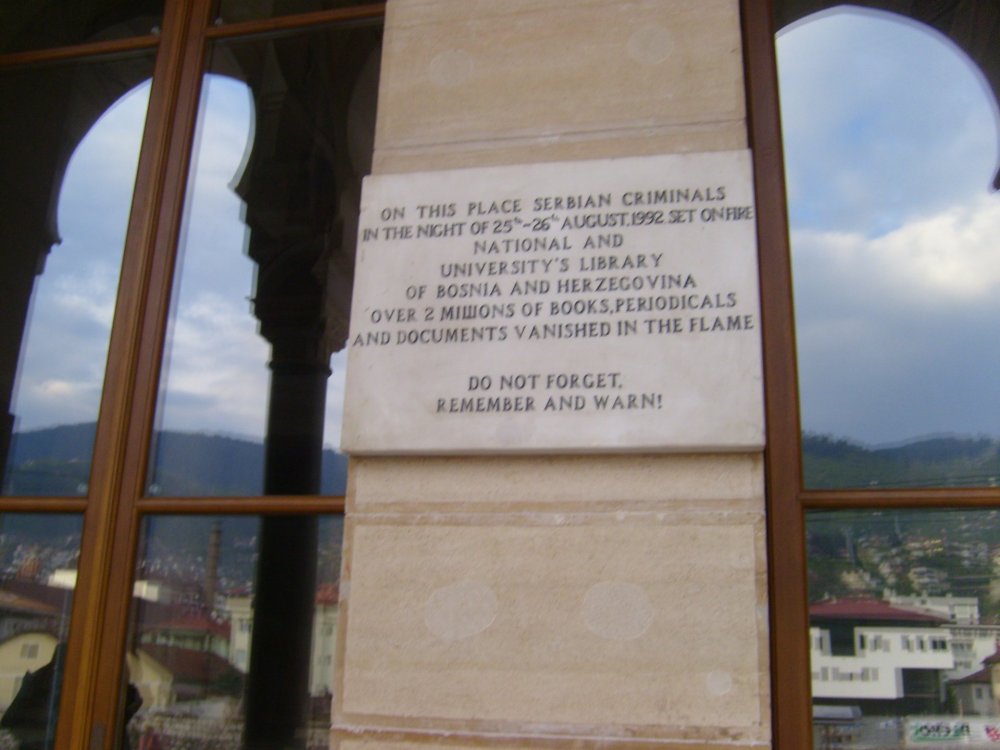 ON THIS PLACE SERBIAN CRIMINALS
IN THE NIGHT OF 25th-26th AUGUST,1992. SET ON FIRE
NATIONAL AND
UNIVERSITY'S LIBRARY
OF BOSNIA AND HERZEGOVINA
OVER 2 MILLIONS OF BOOKS,PERIODICALS
AND DOCUMENTS VANISHED IN THE FLAME
DO NOT FORGET,
REMEMBER AND WARN!